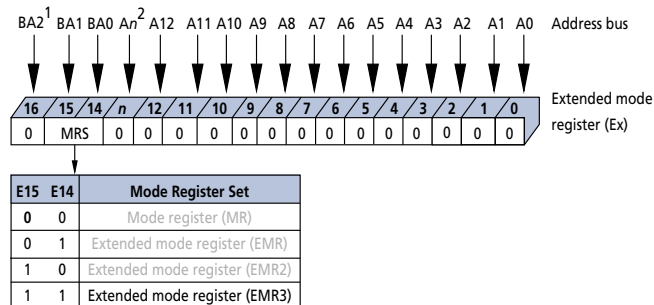 BA2¹ BA1 BA0 An² A12 A11 A10 A9 A8 A7 A6 A5 A4 A3 A2 A1 A0 Address bus
16 15 14 n 12 11 10 9 8 7 6 5 4 3 2 1 0 Extended mode
register (Ex)
0 MRS 0 0 0 0 0 0 0 0 0 0 0 0 0 0
E15 E14 Mode Register Set
0 0 Mode register (MR)
0 1 Extended mode register (EMR)
1 0 Extended mode register (EMR2)
1 1 Extended mode register (EMR3)